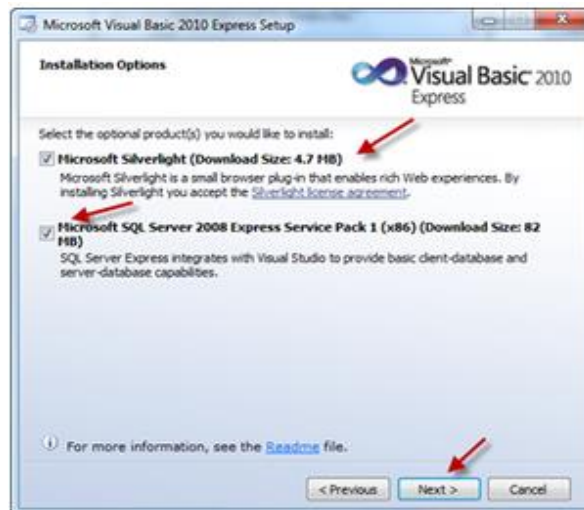 Microsoft Visual Basic 2010 Express Setup
Installation Options
Microsoft
Visual Basic 2010
Express
Select the optional product(s) you would like to install:
Microsoft Silverlight (Download Size: 4.7 MB)
Microsoft Silverlight is a small browser plug-in that enables rich Web experiences. By
installing Silverlight you accept the Silverlight license agreement.
Microsoft SQL Server 2008 Express Service Pack 1 (x86) (Download Size: 82
MB)
SQL Server Express integrates with Visual Studio to provide basic client-database and
server-database capabilities.
For more information, see the Readme file.
< Previous
Next >
Cancel